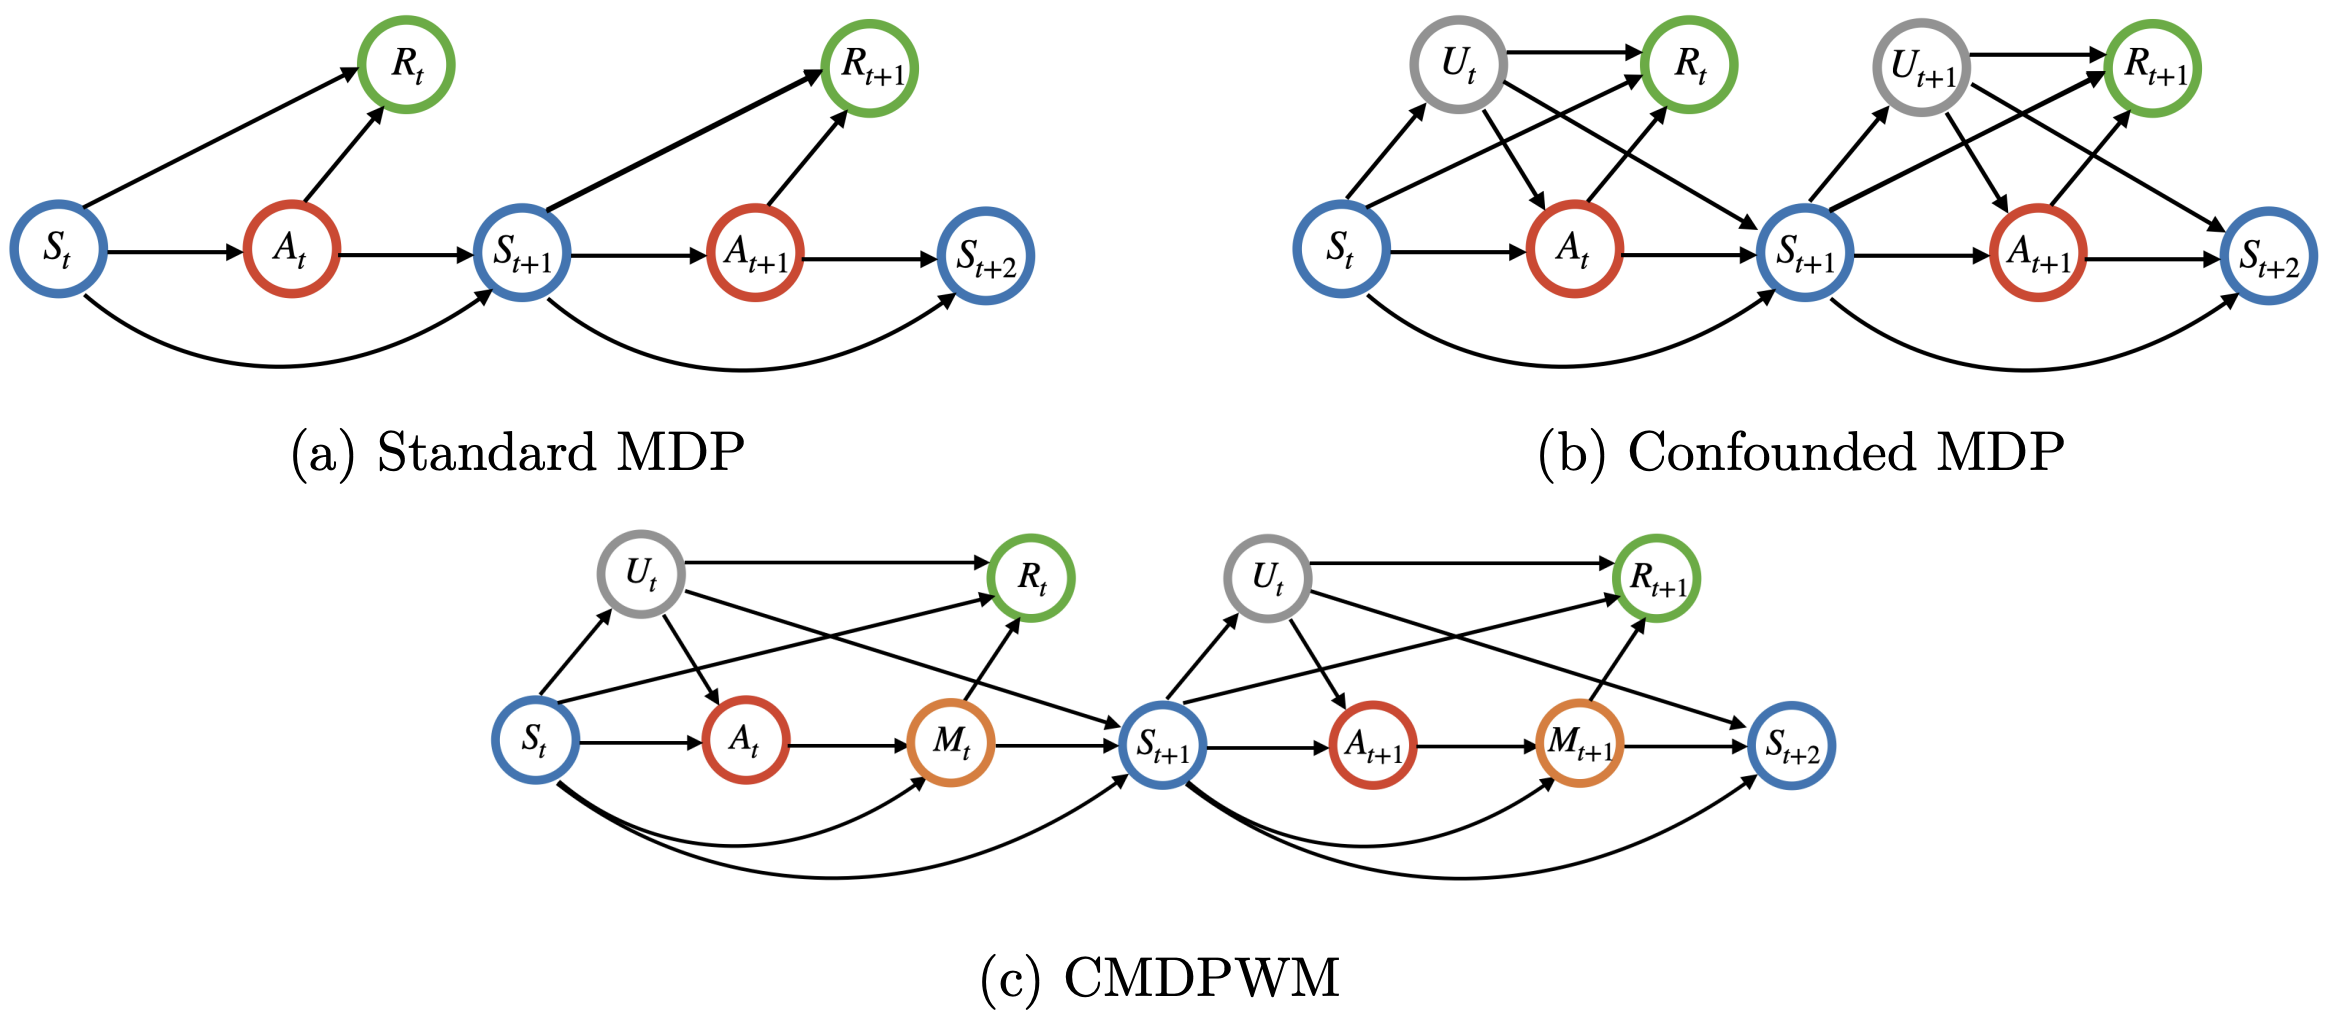 R_t
R_{t+1}
S_t
A_t
S_{t+1}
A_{t+1}
S_{t+2}
(a) Standard MDP
U_t
R_t
U_{t+1}
R_{t+1}
S_t
A_t
S_{t+1}
A_{t+1}
S_{t+2}
(b) Confounded MDP
U_t
R_t
U_t
R_{t+1}
S_t
A_t
M_t
S_{t+1}
A_{t+1}
M_{t+1}
S_{t+2}
(c) CMDPWM